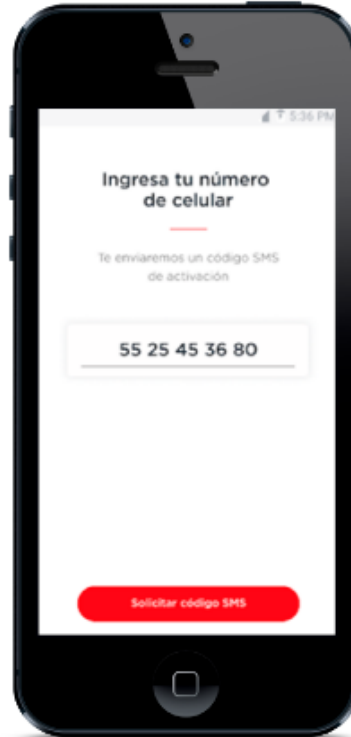 5:36 PM
Ingresa tu número
de celular
Te enviaremos un código SMS
de activación
55 25 45 36 80
Solicitar código SMS